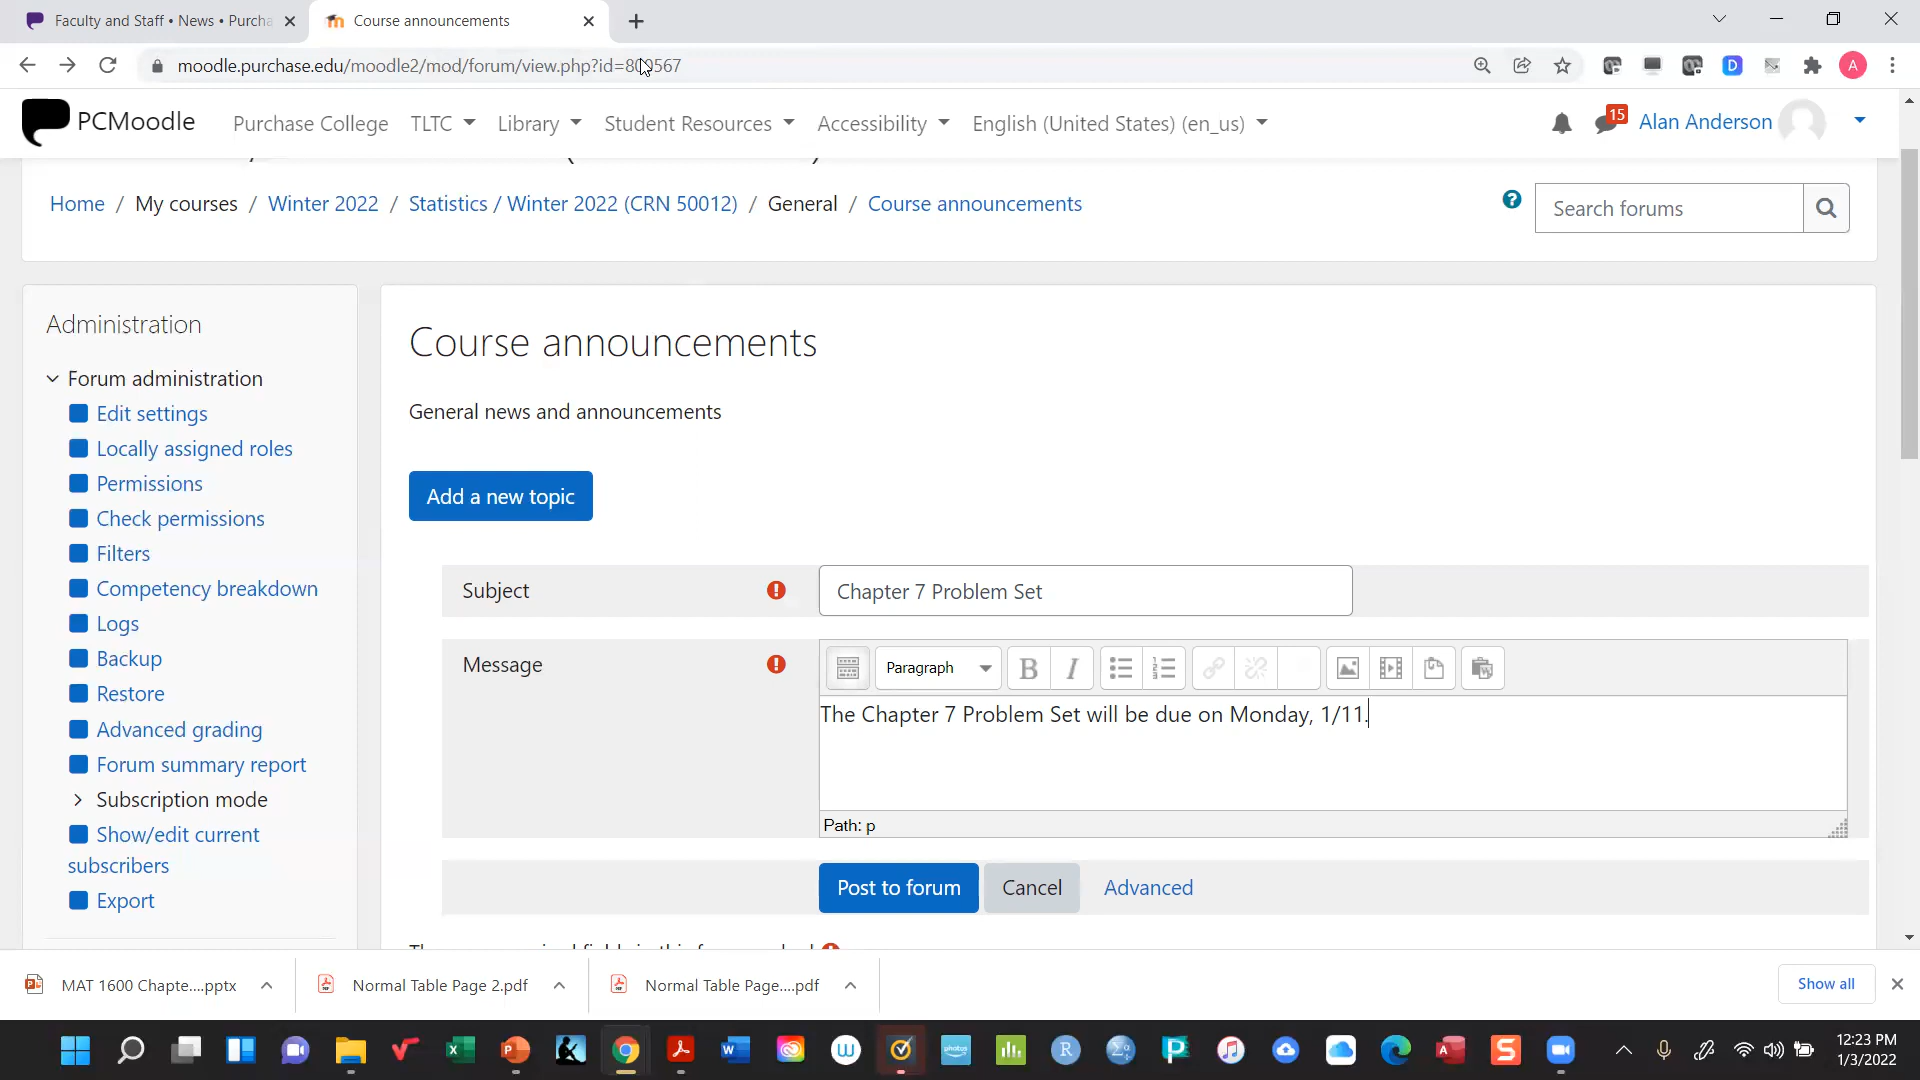 Faculty and Staff • News • Purcha
Course announcements
moodle.purchase.edu/moodle2/mod/forum/view.php?id=800567
A
PCMoodle
Purchase College
TLTC
Library
Student Resources
Accessibility
English (United States) (en_us)
15
Alan Anderson
Home / My courses / Winter 2022 / Statistics / Winter 2022 (CRN 50012) / General / Course announcements
Search forums
Administration
Forum administration
Edit settings
Locally assigned roles
Permissions
Check permissions
Filters
Competency breakdown
Logs
Backup
Restore
Advanced grading
Forum summary report
Subscription mode
Show/edit current
subscribers
Export
Course announcements
General news and announcements
Add a new topic
Subject
Chapter 7 Problem Set
Message
Paragraph
B I
The Chapter 7 Problem Set will be due on Monday, 1/11.
Path: p
Post to forum
Cancel
Advanced
MAT 1600 Chapte....pptx
Normal Table Page 2.pdf
Normal Table Page....pdf
Show all
12:23 PM
1/3/2022